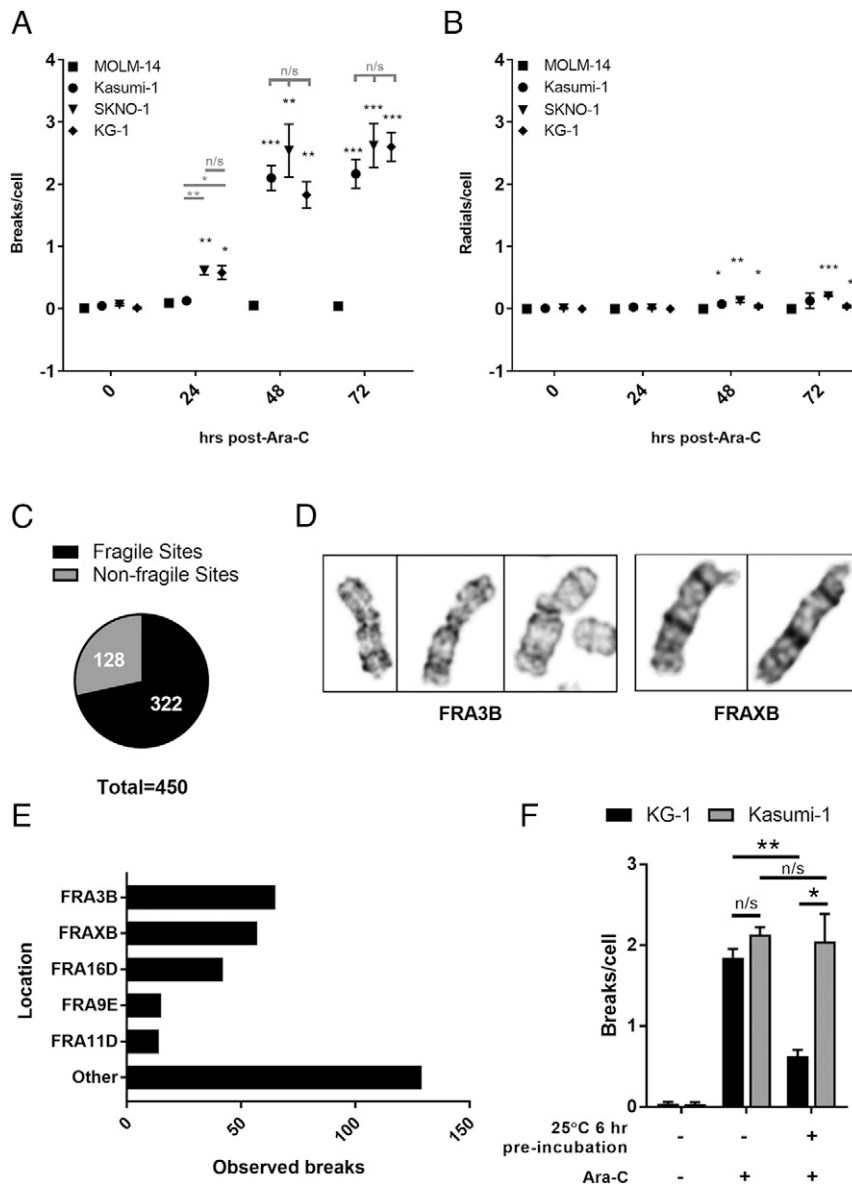 A
4
3
2
1
0
-1
Breaks/cell
MOLM-14
Kasumi-1
SKNO-1
KG-1
n/s
*
**
**
*
n/s
**
***
**
n/s
***
***
***
0
24
48
72
hrs post-Ara-C
B
4
3
2
1
0
-1
Radials/cell
MOLM-14
Kasumi-1
SKNO-1
KG-1
*
**
*
***
*
0
24
48
72
hrs post-Ara-C
C
Fragile Sites
Non-fragile Sites
128
322
Total=450
D
FRA3B
FRAXB
E
Location
FRA3B
FRAXB
FRA16D
FRA9E
FRA11D
Other
0
50
100
150
Observed breaks
F
KG-1
Kasumi-1
3
2
1
0
Breaks/cell
**
n/s
n/s
*
25°C 6 hr
pre-incubation
- - +
Ara-C
- + +